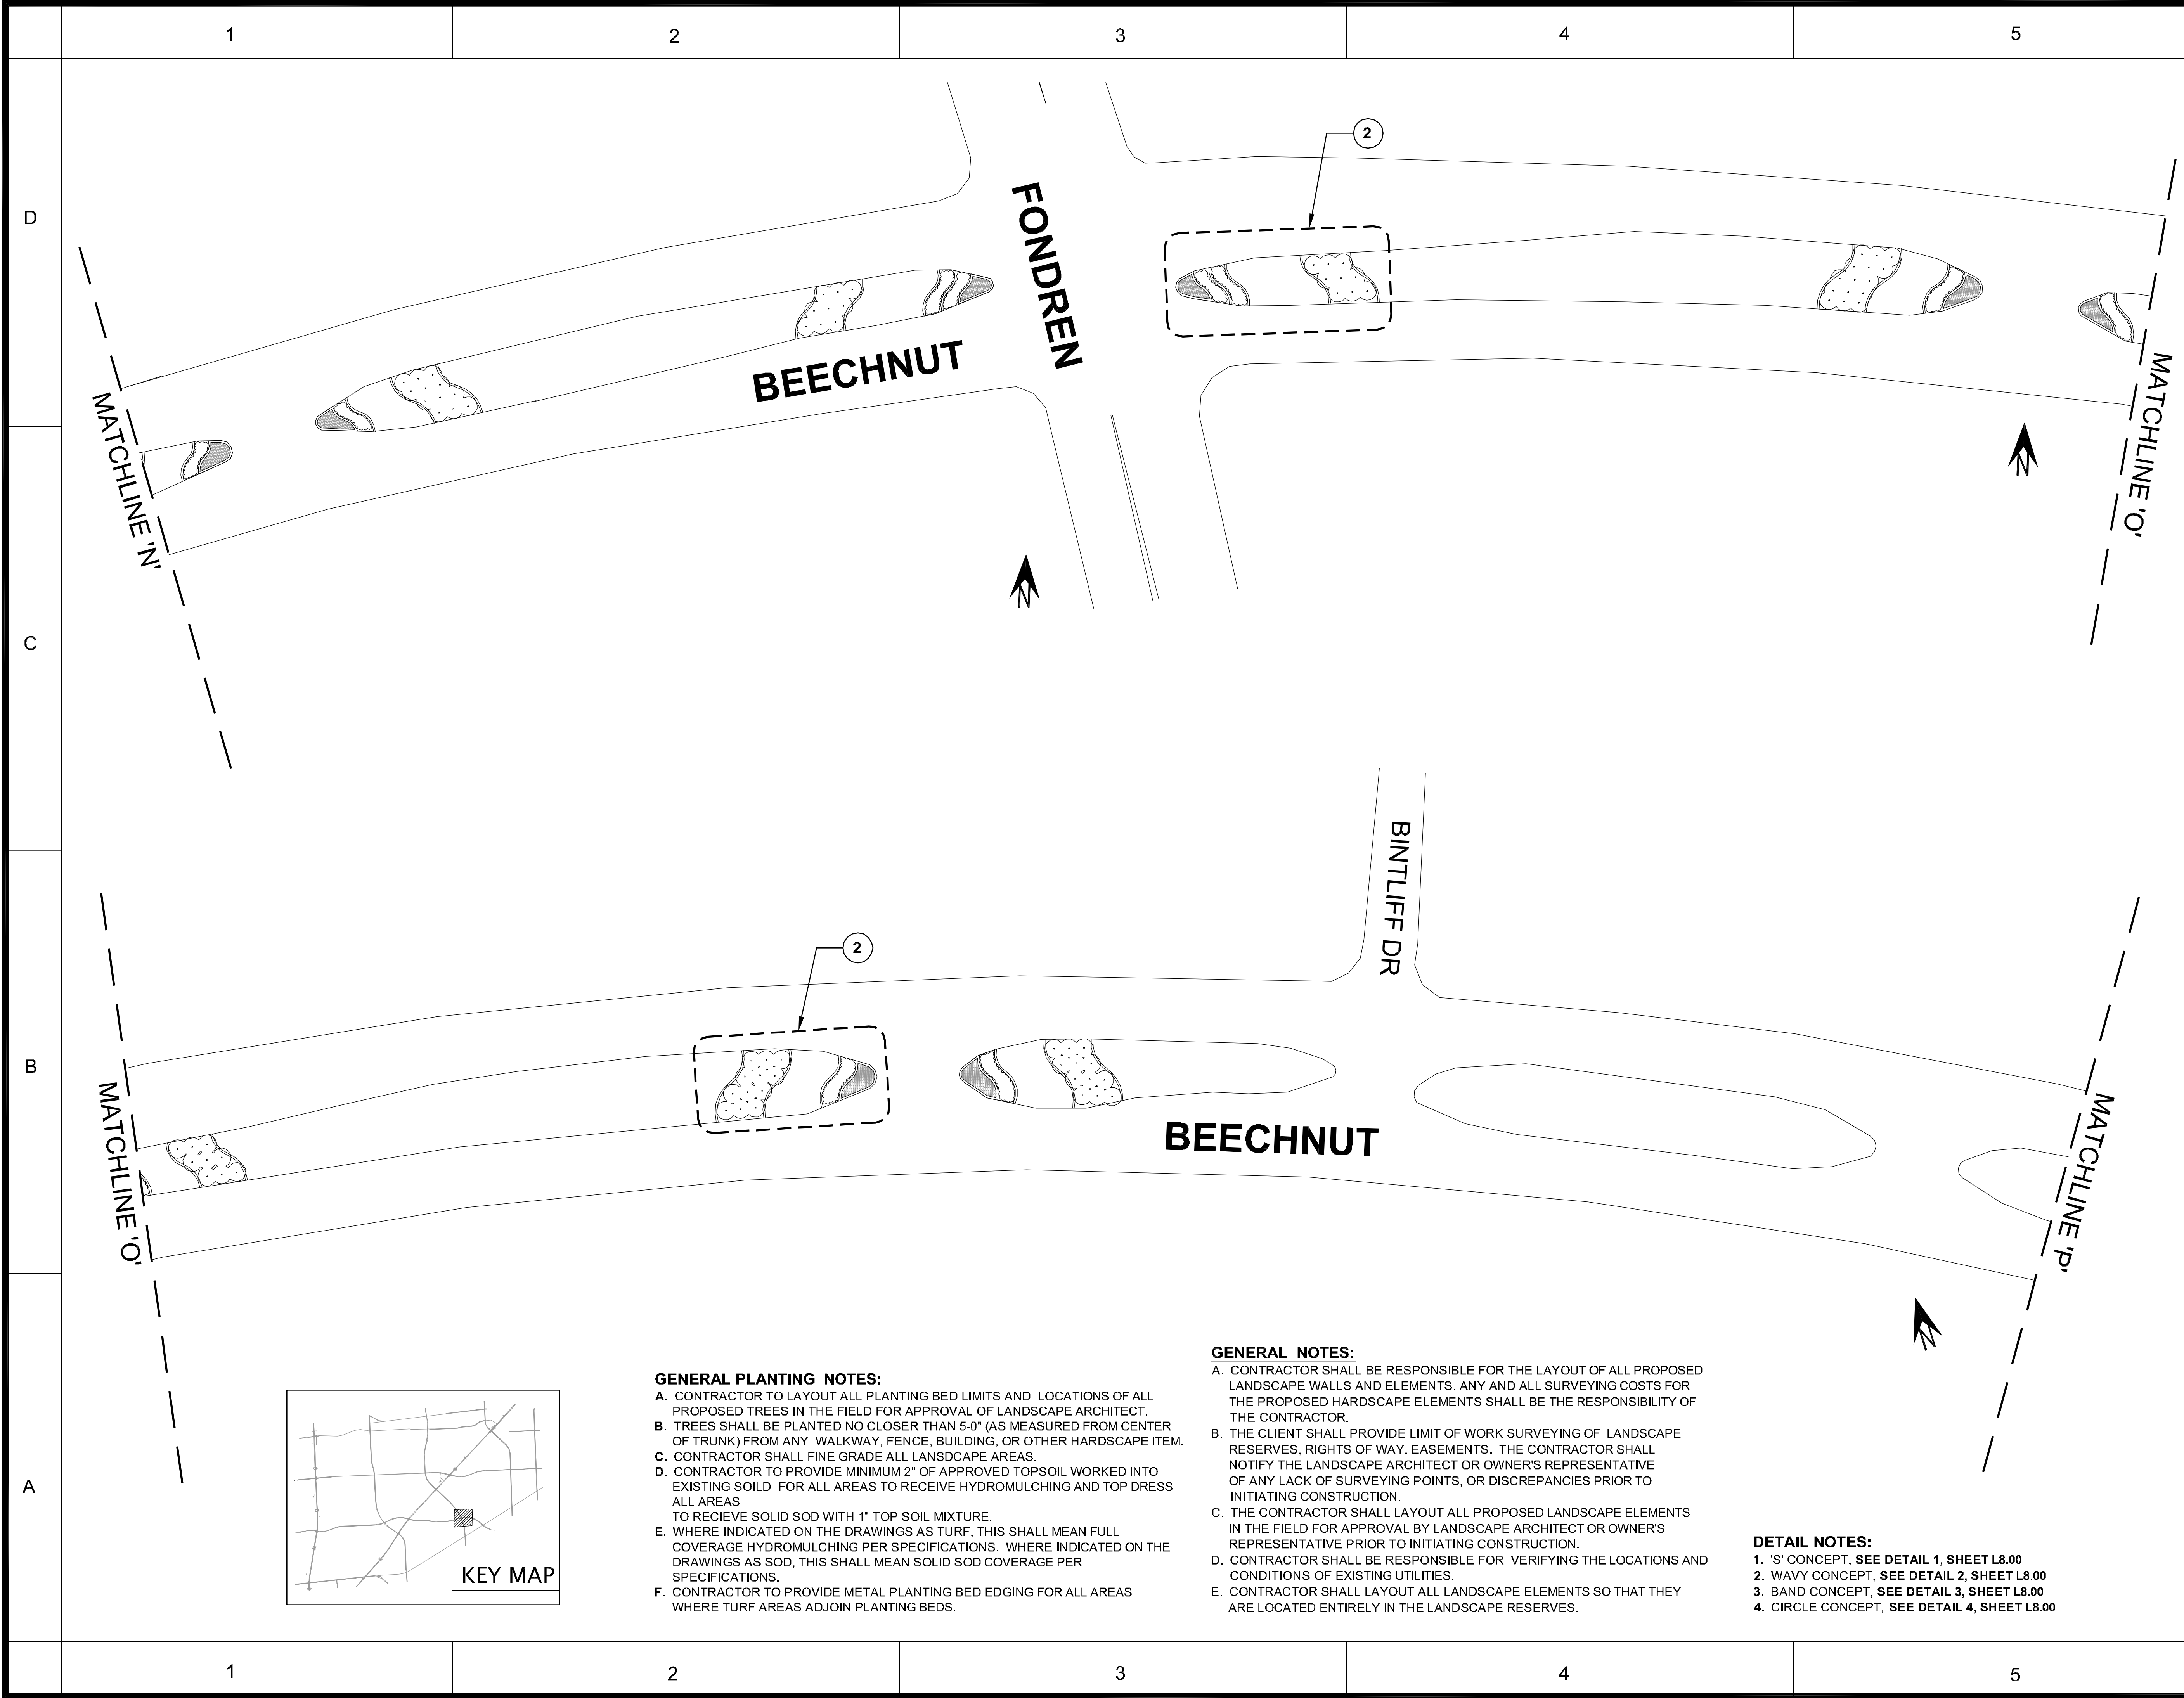 1
2
3
4
5
D
C
B
A
2
FONDREN
BEECHNUT
MATCHLINE 'N'
MATCHLINE 'O'
N
N
BINTLIFF DR
2
BEECHNUT
MATCHLINE 'O'
MATCHLINE 'P'
N
KEY MAP
GENERAL PLANTING NOTES:
A. CONTRACTOR TO LAYOUT ALL PLANTING BED LIMITS AND LOCATIONS OF ALL
PROPOSED TREES IN THE FIELD FOR APPROVAL OF LANDSCAPE ARCHITECT.
B. TREES SHALL BE PLANTED NO CLOSER THAN 5-0" (AS MEASURED FROM CENTER
OF TRUNK) FROM ANY WALKWAY, FENCE, BUILDING, OR OTHER HARDSCAPE ITEM.
C. CONTRACTOR SHALL FINE GRADE ALL LANSDCAPE AREAS.
D. CONTRACTOR TO PROVIDE MINIMUM 2" OF APPROVED TOPSOIL WORKED INTO
EXISTING SOILD FOR ALL AREAS TO RECEIVE HYDROMULCHING AND TOP DRESS
ALL AREAS
TO RECIEVE SOLID SOD WITH 1" TOP SOIL MIXTURE.
E. WHERE INDICATED ON THE DRAWINGS AS TURF, THIS SHALL MEAN FULL
COVERAGE HYDROMULCHING PER SPECIFICATIONS. WHERE INDICATED ON THE
DRAWINGS AS SOD, THIS SHALL MEAN SOLID SOD COVERAGE PER
SPECIFICATIONS.
F. CONTRACTOR TO PROVIDE METAL PLANTING BED EDGING FOR ALL AREAS
WHERE TURF AREAS ADJOIN PLANTING BEDS.
GENERAL NOTES:
A. CONTRACTOR SHALL BE RESPONSIBLE FOR THE LAYOUT OF ALL PROPOSED
LANDSCAPE WALLS AND ELEMENTS. ANY AND ALL SURVEYING COSTS FOR
THE PROPOSED HARDSCAPE ELEMENTS SHALL BE THE RESPONSIBILITY OF
THE CONTRACTOR.
B. THE CLIENT SHALL PROVIDE LIMIT OF WORK SURVEYING OF LANDSCAPE
RESERVES, RIGHTS OF WAY, EASEMENTS. THE CONTRACTOR SHALL
NOTIFY THE LANDSCAPE ARCHITECT OR OWNER'S REPRESENTATIVE
OF ANY LACK OF SURVEYING POINTS, OR DISCREPANCIES PRIOR TO
INITIATING CONSTRUCTION.
C. THE CONTRACTOR SHALL LAYOUT ALL PROPOSED LANDSCAPE ELEMENTS
IN THE FIELD FOR APPROVAL BY LANDSCAPE ARCHITECT OR OWNER'S
REPRESENTATIVE PRIOR TO INITIATING CONSTRUCTION.
D. CONTRACTOR SHALL BE RESPONSIBLE FOR VERIFYING THE LOCATIONS AND
CONDITIONS OF EXISTING UTILITIES.
E. CONTRACTOR SHALL LAYOUT ALL LANDSCAPE ELEMENTS SO THAT THEY
ARE LOCATED ENTIRELY IN THE LANDSCAPE RESERVES.
DETAIL NOTES:
1. 'S' CONCEPT, SEE DETAIL 1, SHEET L8.00
2. WAVY CONCEPT, SEE DETAIL 2, SHEET L8.00
3. BAND CONCEPT, SEE DETAIL 3, SHEET L8.00
4. CIRCLE CONCEPT, SEE DETAIL 4, SHEET L8.00
1
2
3
4
5